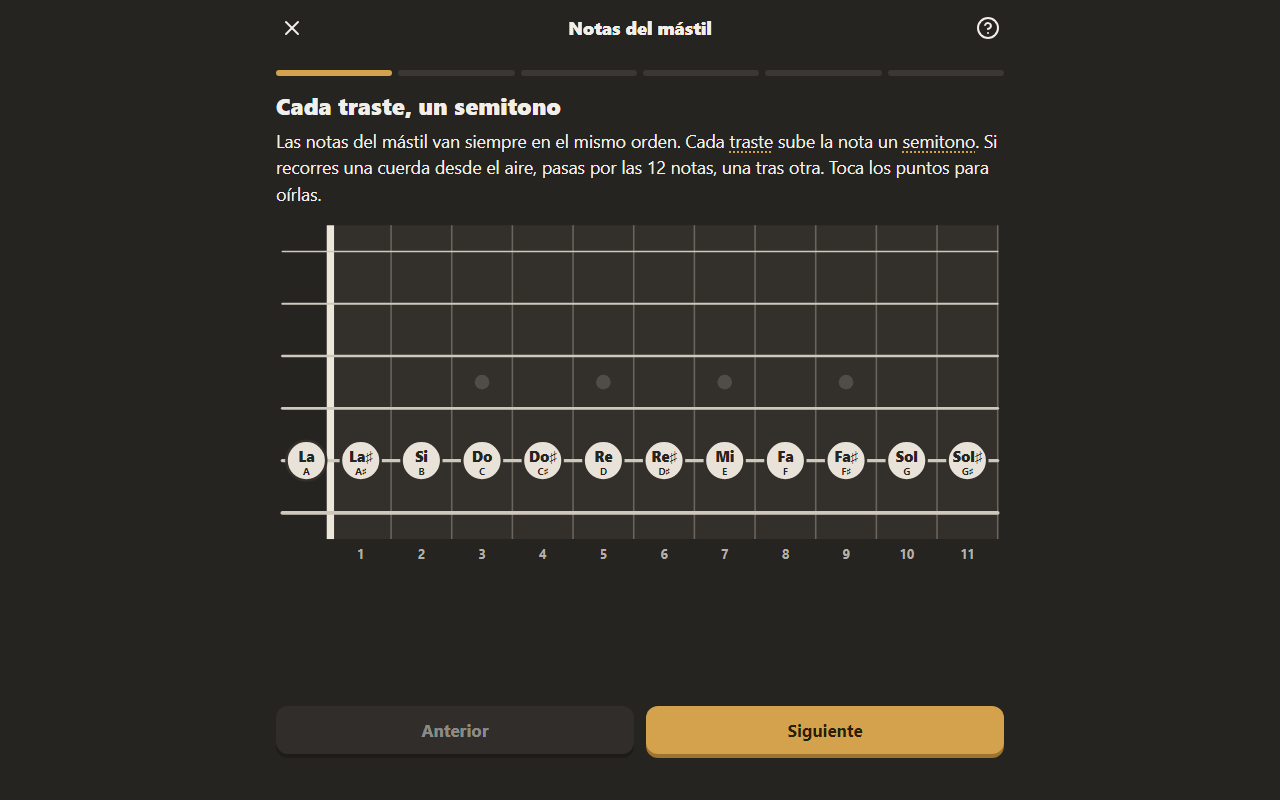 Notas del mástil
Cada traste, un semitono
Las notas del mástil van siempre en el mismo orden. Cada traste sube la nota un semitono. Si
recorres una cuerda desde el aire, pasas por las 12 notas, una tras otra. Toca los puntos para
oírlas.
La La♯ Si Do Do♯ Re Re♯ Mi Fa Fa♯ Sol Sol♯
A A♯ B C C♯ D D♯ E F F♯ G G♯
1 2 3 4 5 6 7 8 9 10 11
Anterior Siguiente